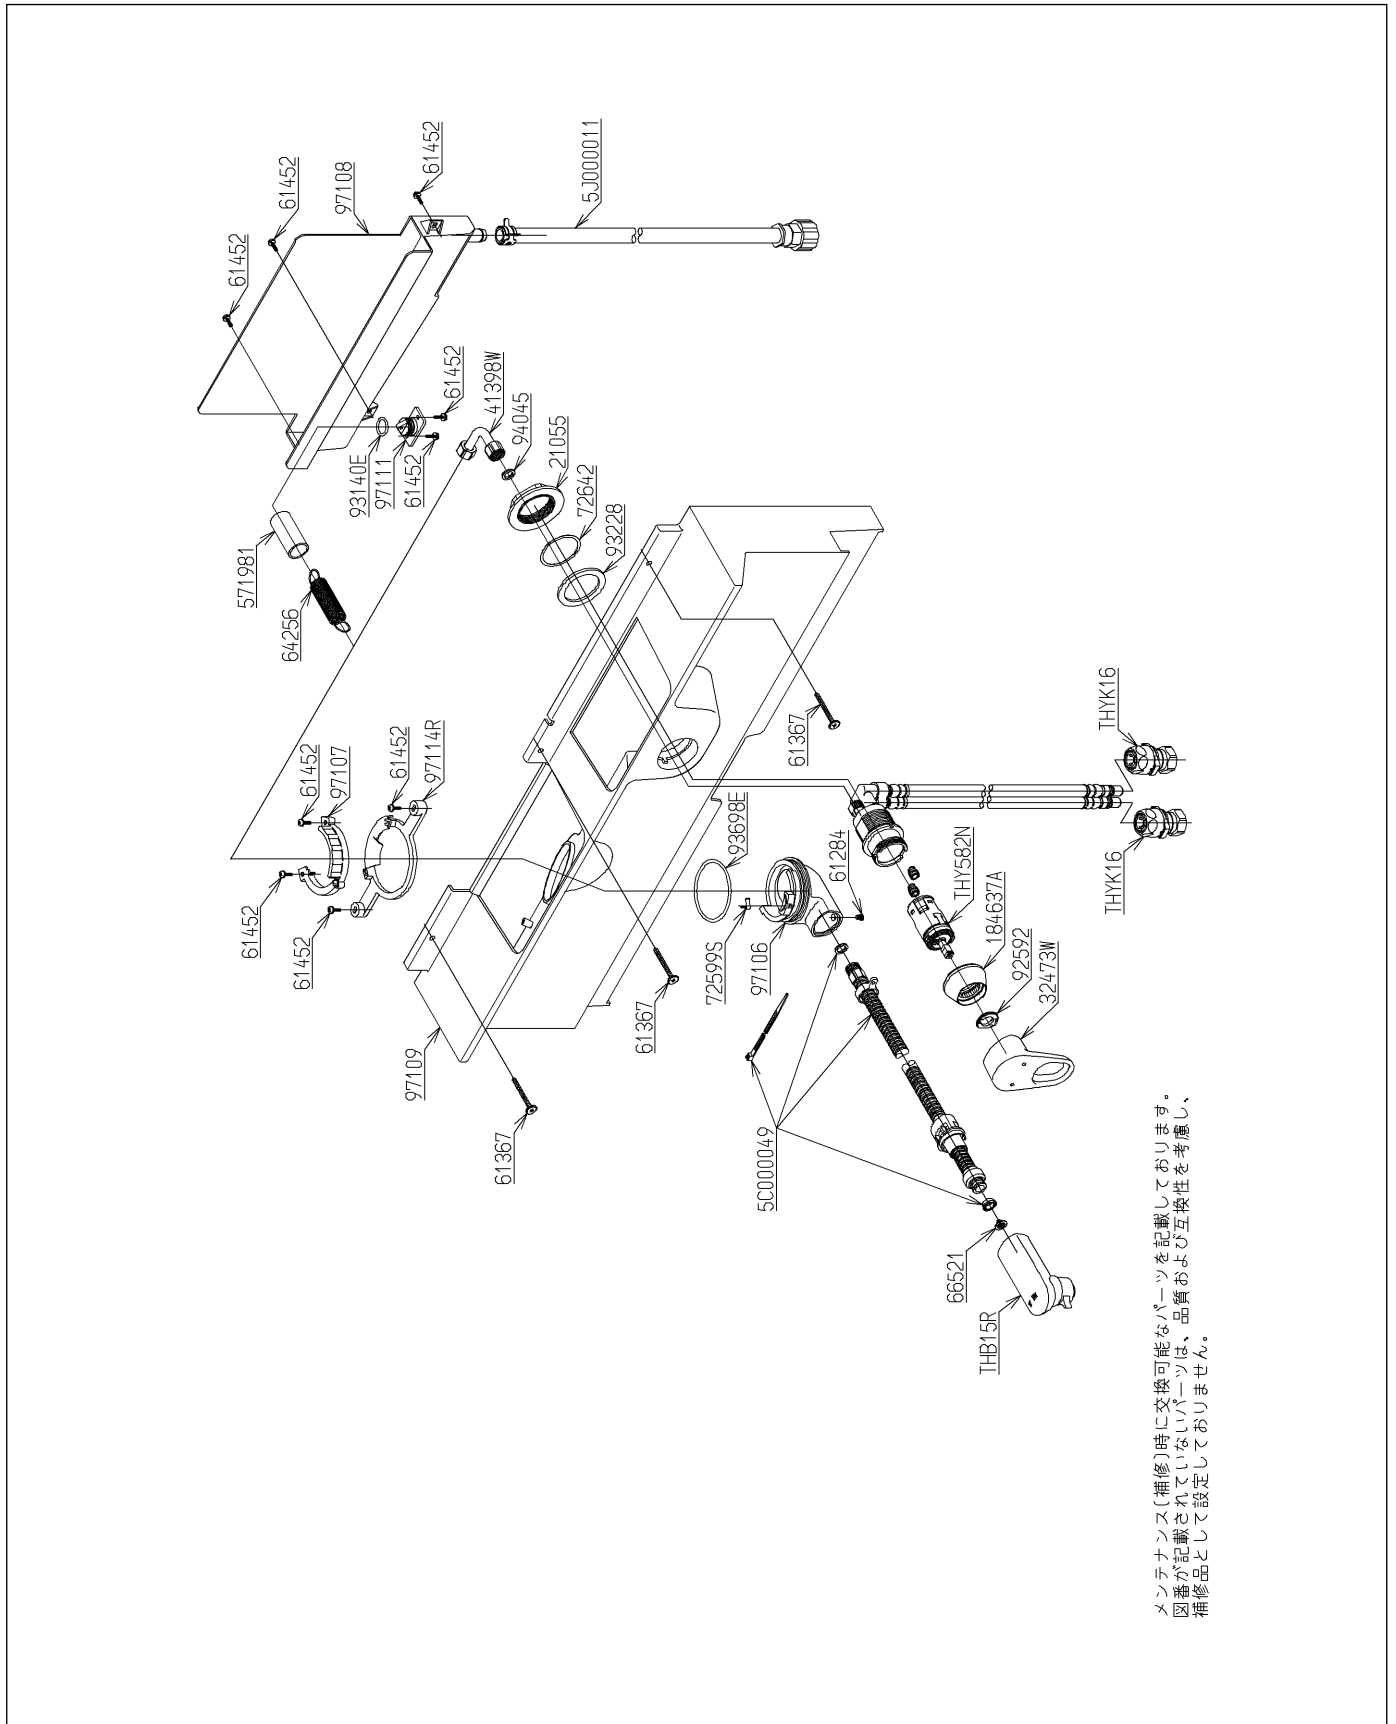 61452
61452
97108
61452
5J000011
61452
41398W
94045
21055
72642
93228
93140E
97111
61452
571981
64256
61452
97107
61452
97114R
61452
61452
61367
THYK16
THYK16
93698E
61284
THY582N
184637A
92592
32473W
72599S
97106
61367
97109
61367
5C000049
66521
THB15R
メンテナンス(補修)時に交換可能なパーツを記載しております。
図番が記載されていないパーツは、品質および互換性を考慮し、
補修品として設定しておりません。